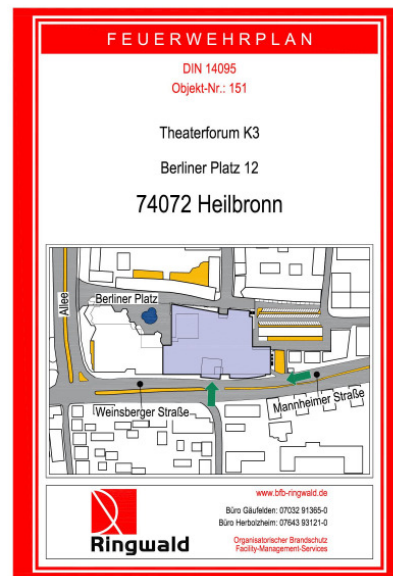 FEUERWEHRPLAN
DIN 14095
Objekt-Nr.: 151
Theaterforum K3
Berliner Platz 12
74072 Heilbronn
Allee
Berliner Platz
Weinsberger Straße
Mannheimer Straße
Ringwald
www.bfb-ringwald.de
Büro Gäufelden: 07032 91365-0
Büro Herbolzheim: 07643 93121-0
Organisatorischer Brandschutz
Facility-Management-Services